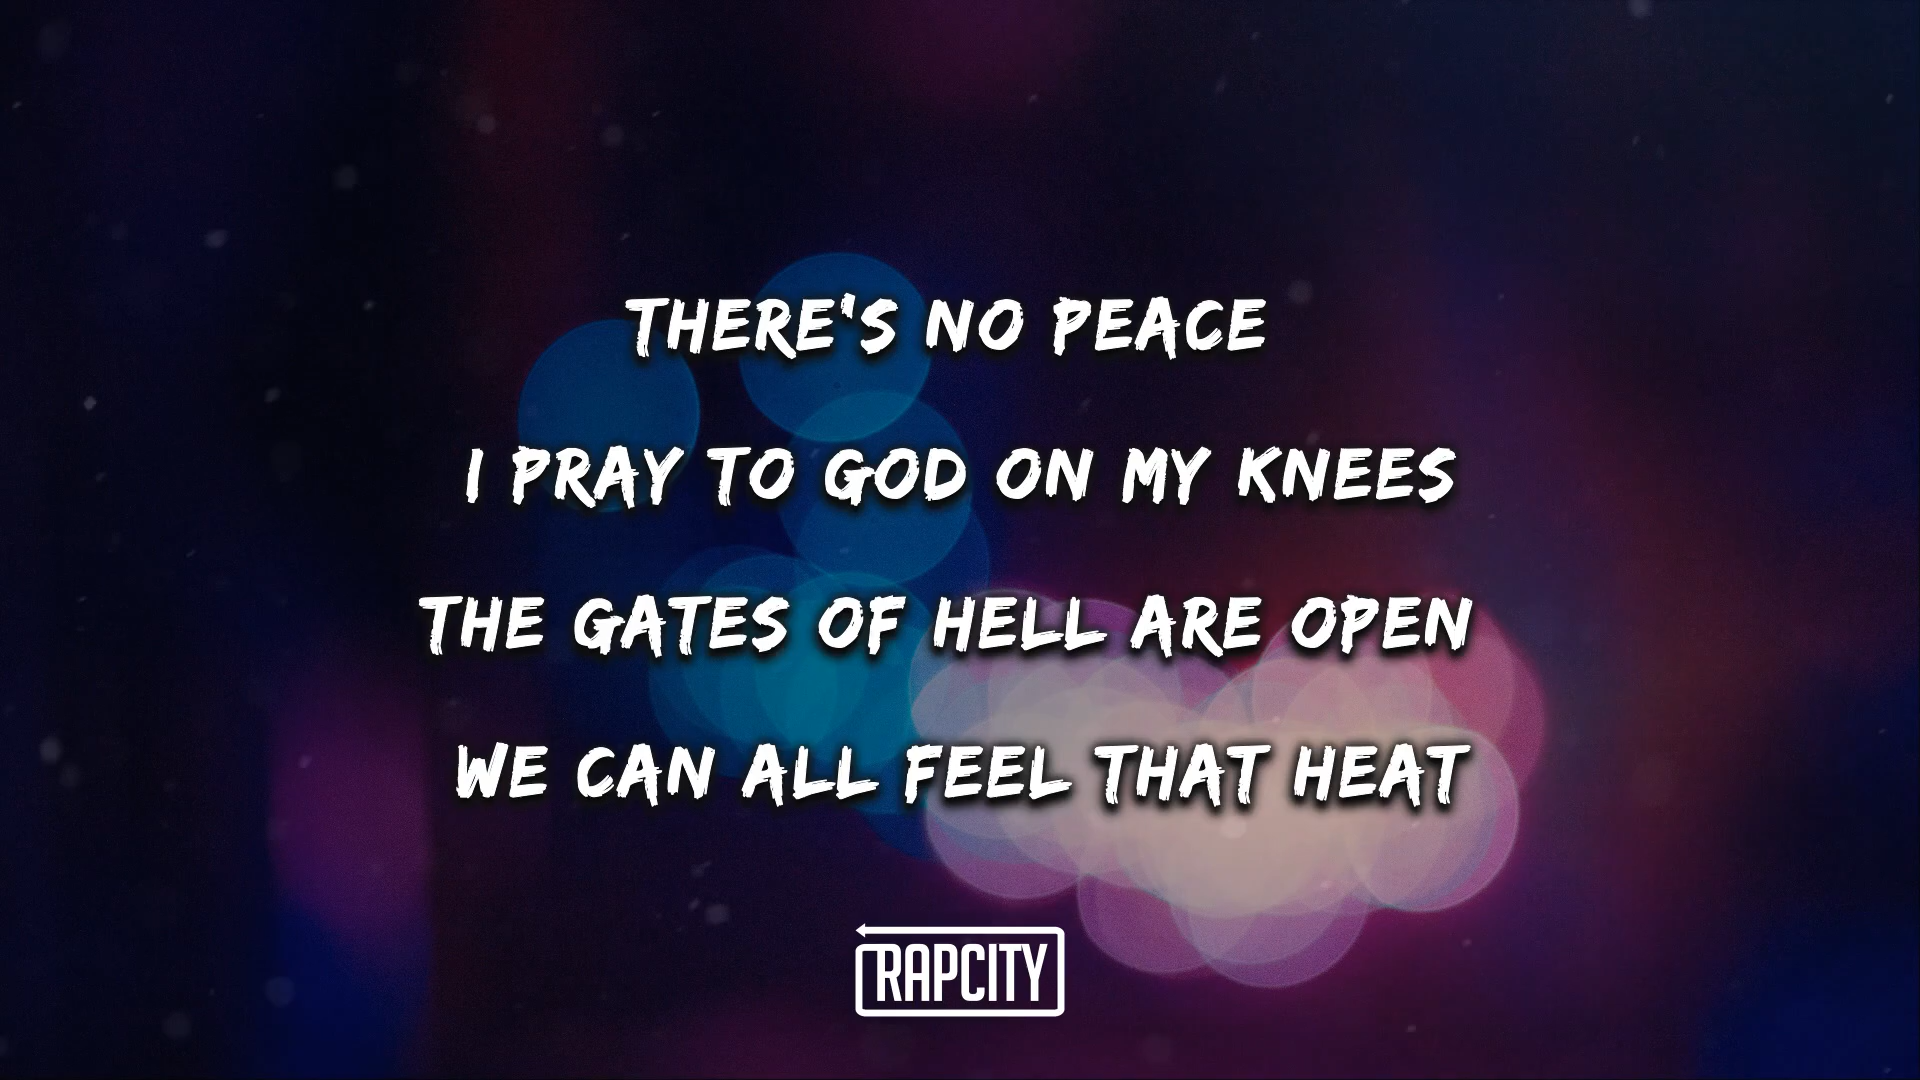 THERE'S NO PEACE
I PRAY TO GOD ON MY KNEES
THE GATES OF HELL ARE OPEN
WE CAN ALL FEEL THAT HEAT
RAPCITY